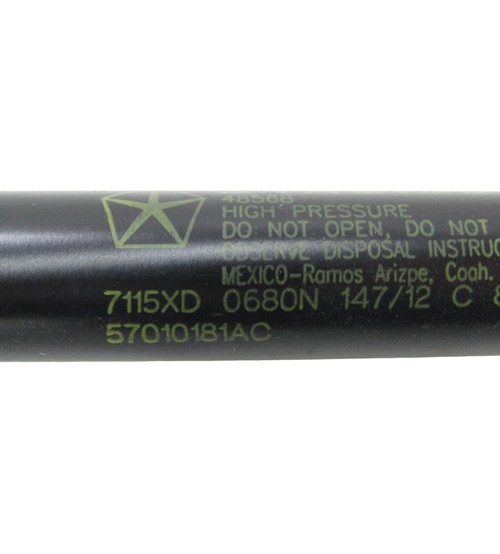 48568
HIGH PRESSURE
DO NOT OPEN, DO NOT
OBSERVE DISPOSAL INSTRUC
MEXICO-Ramos Arizpe, Coah.
7115XD 0680N 147/12 C 8
57010181AC